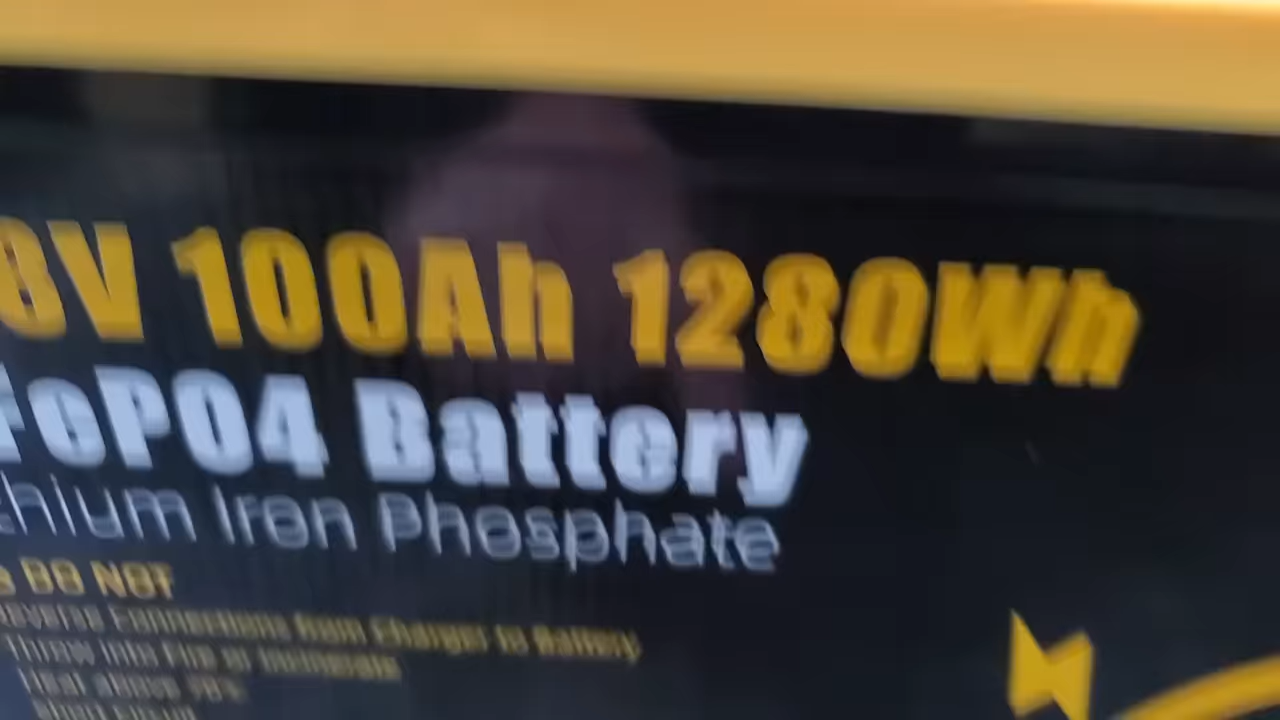 8V 100Ah 1280Wh
FePO4 Battery
thium Iron Phosphate
DO NOT
Reverse Connections from Charger to Battery
Throw Into Fire or Incinerate